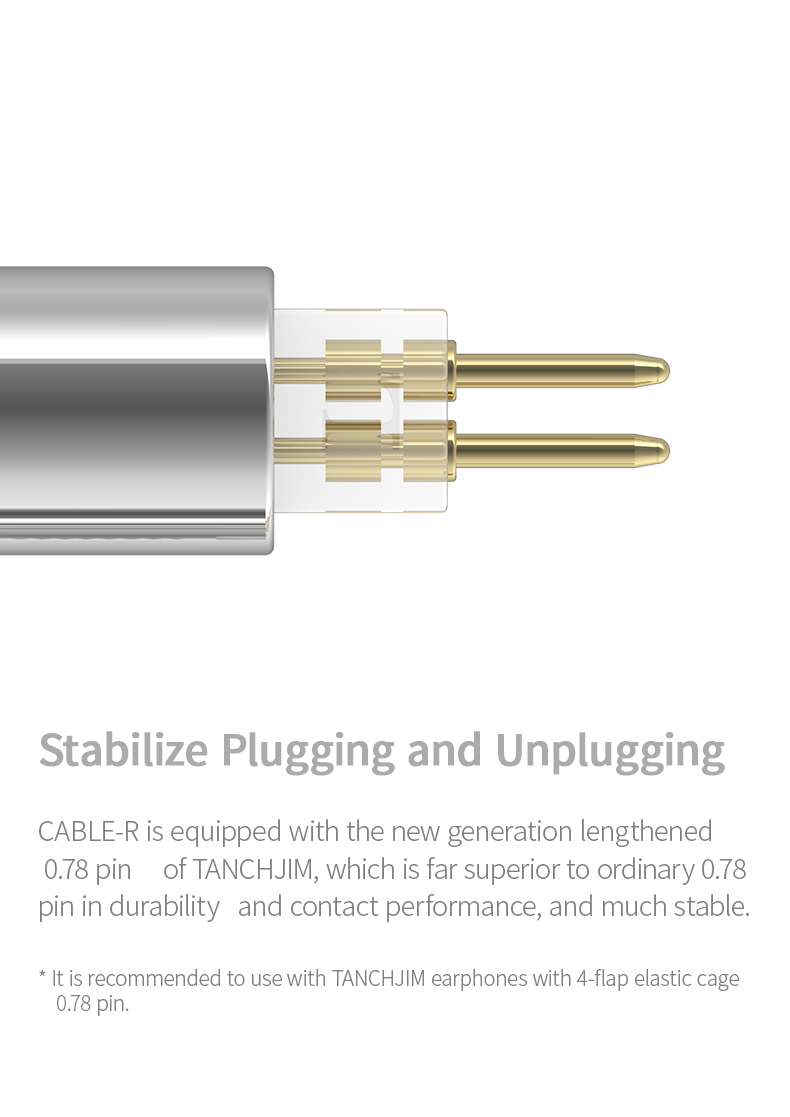 Stabilize Plugging and Unplugging
CABLE-R is equipped with the new generation lengthened
0.78 pin of TANCHJIM, which is far superior to ordinary 0.78
pin in durability and contact performance, and much stable.
* It is recommended to use with TANCHJIM earphones with 4-flap elastic cage
0.78 pin.